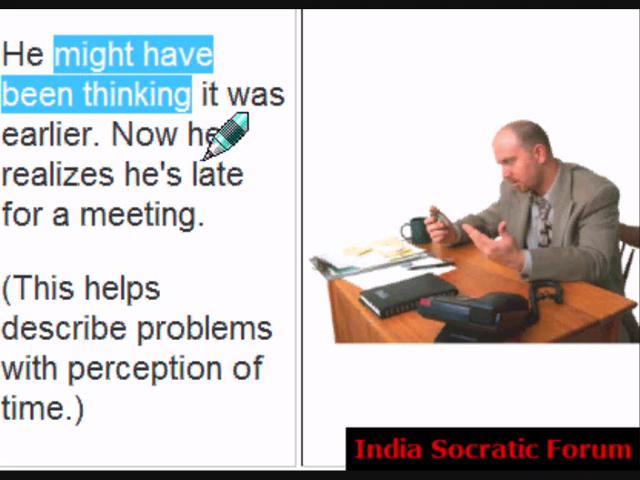 He might have
been thinking it was
earlier. Now he
realizes he's late
for a meeting.
(This helps
describe problems
with perception of
time.)
India Socratic Forum